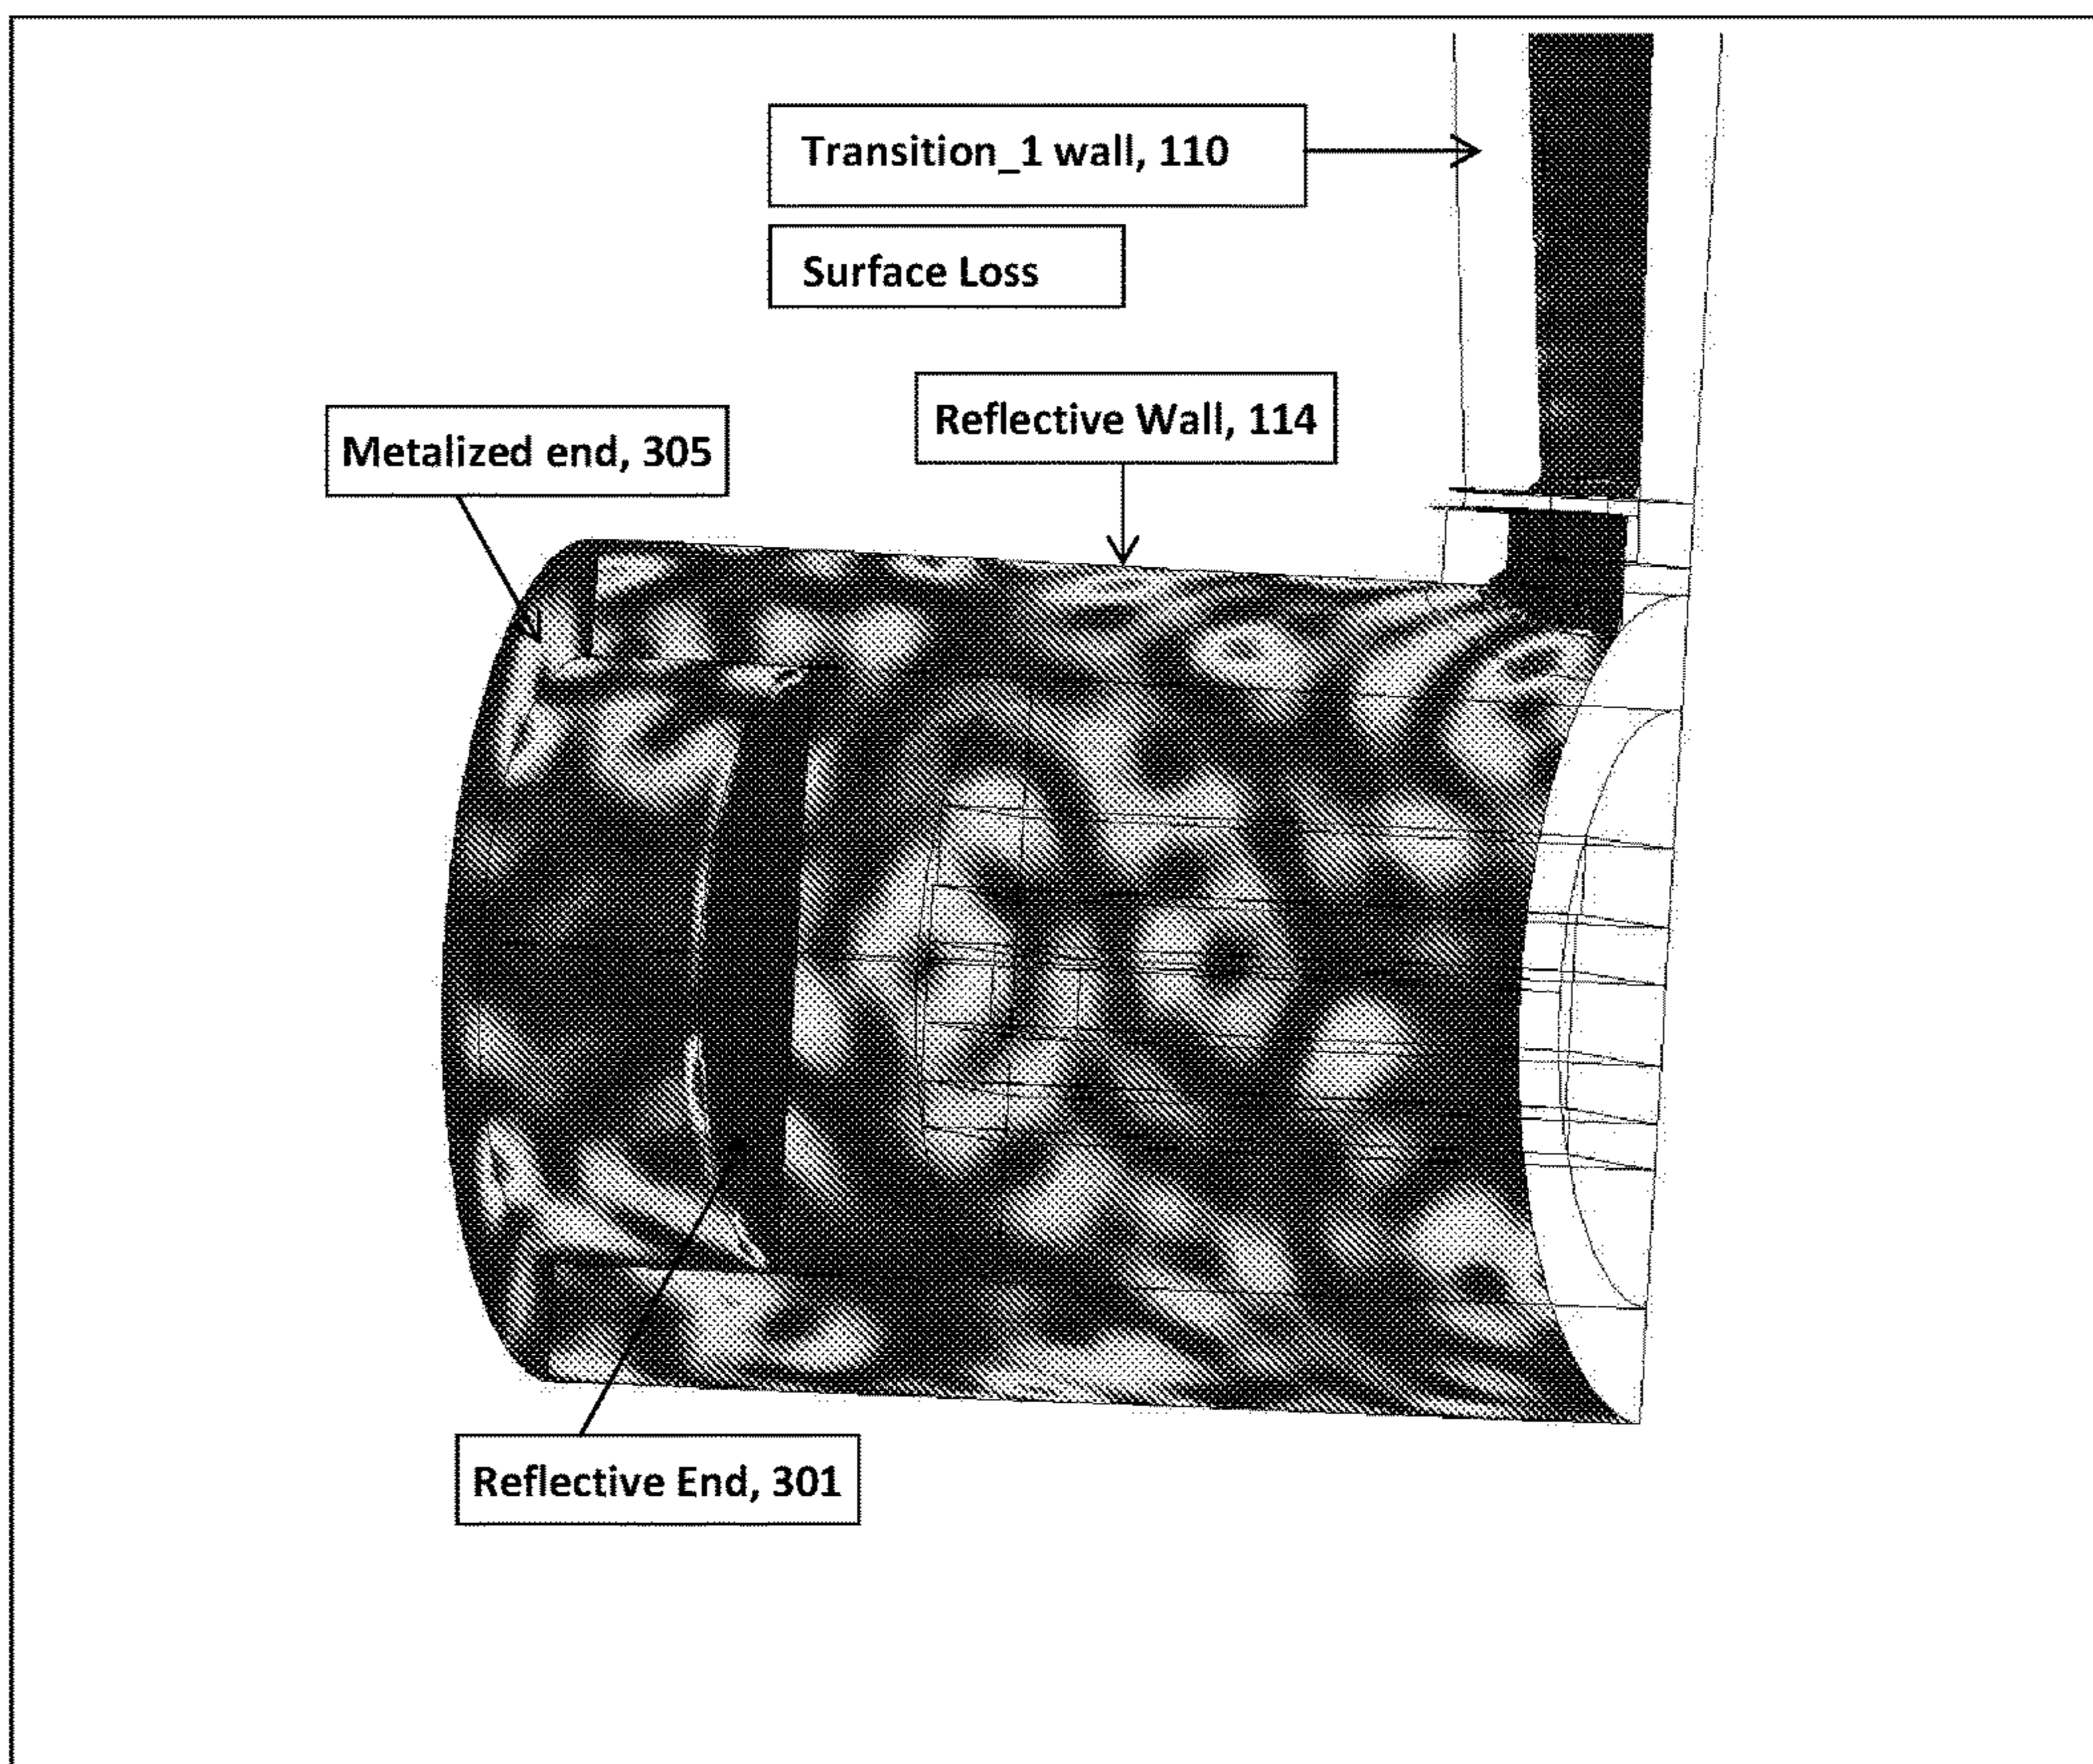 Transition_1 wall, 110
Surface Loss
Reflective Wall, 114
Metalized end, 305
Reflective End, 301